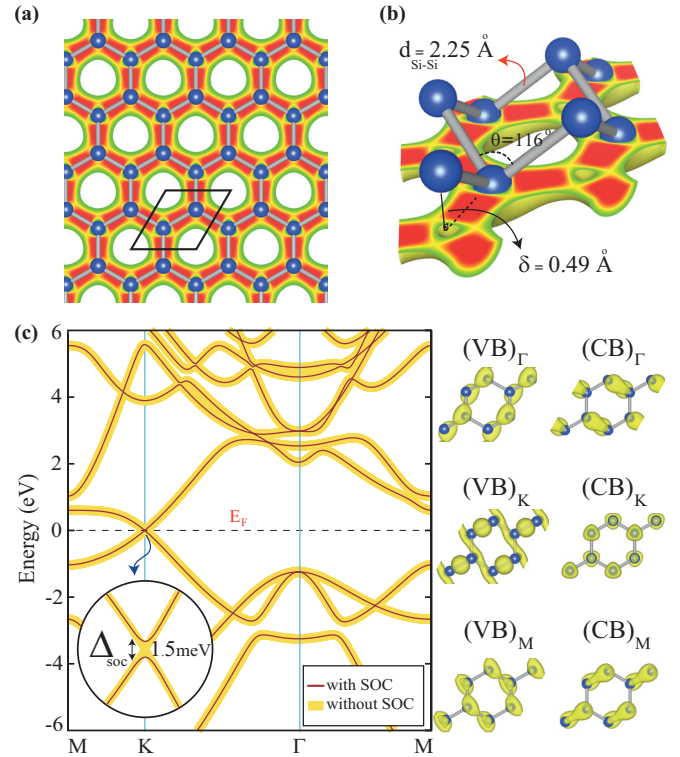 (a)
(b)
d = 2.25 Å
Si-Si
θ=116°
δ = 0.49 Å
(c)
6
4
2
0
-2
-4
-6
Energy (eV)
E_F
Δ_soc 1.5meV
with SOC
without SOC
M K Γ M
(VB)_Γ (CB)_Γ
(VB)_K (CB)_K
(VB)_M (CB)_M